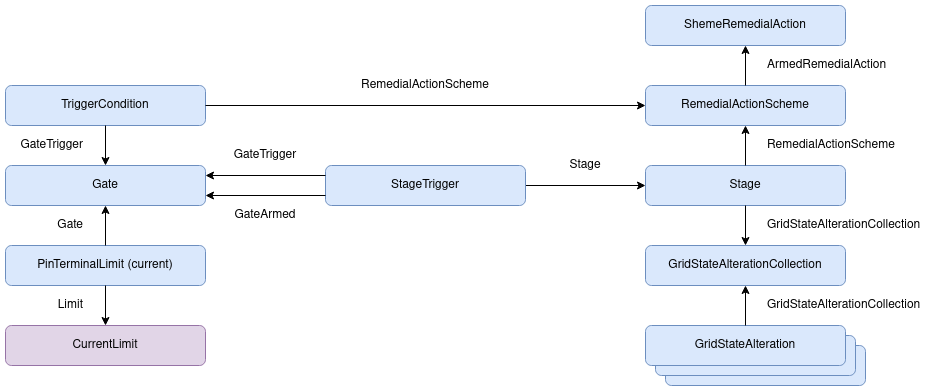 ShemeRemedialAction
ArmedRemedialAction
RemedialActionScheme
TriggerCondition
RemedialActionScheme
GateTrigger
RemedialActionScheme
GateTrigger
Stage
Gate
StageTrigger
Stage
GateArmed
Gate
GridStateAlterationCollection
PinTerminalLimit (current)
GridStateAlterationCollection
Limit
GridStateAlterationCollection
CurrentLimit
GridStateAlteration